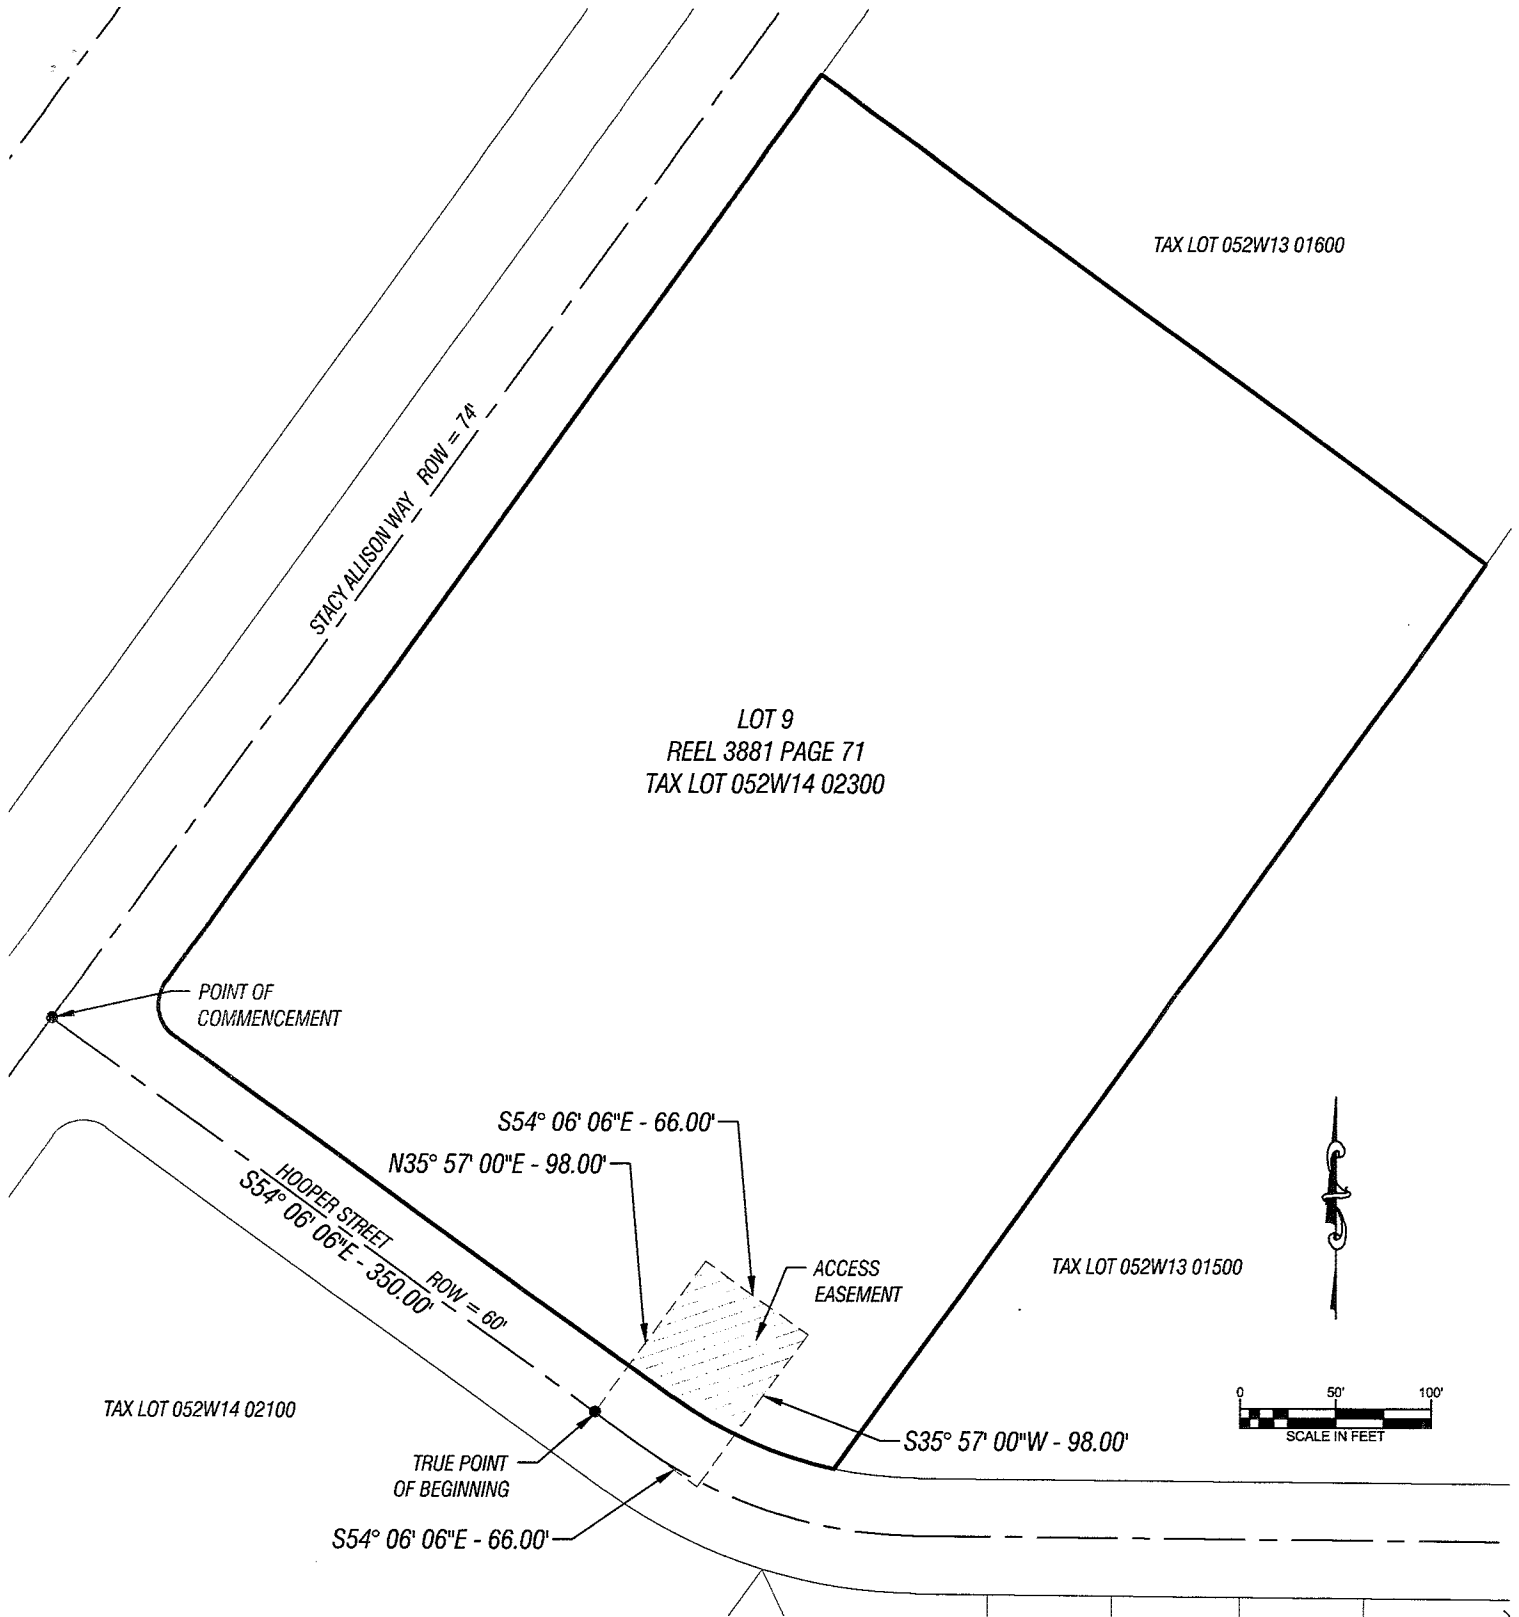 TAX LOT 052W13 01600
STACY ALLISON WAY ROW = 74'
LOT 9
REEL 3881 PAGE 71
TAX LOT 052W14 02300
POINT OF
COMMENCEMENT
S54° 06' 06"E - 66.00'
N35° 57' 00"E - 98.00'
HOOPER STREET ROW = 60'
S54° 06' 06"E - 350.00'
ACCESS
EASEMENT
TAX LOT 052W13 01500
TAX LOT 052W14 02100
0 50' 100'
SCALE IN FEET
S35° 57' 00"W - 98.00'
TRUE POINT
OF BEGINNING
S54° 06' 06"E - 66.00'